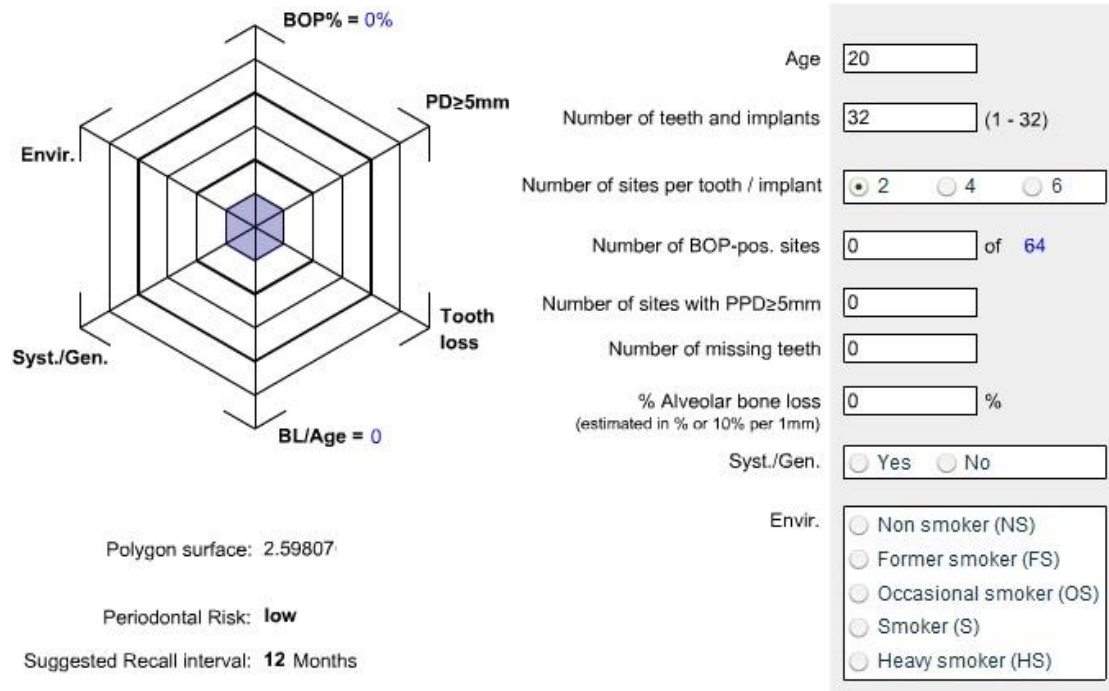 BOP% = 0%
PD≥5mm
Envir.
Tooth
loss
Syst./Gen.
BL/Age = 0
Polygon surface: 2.59807
Periodontal Risk: low
Suggested Recall interval: 12 Months
Age 20
Number of teeth and implants 32 (1 - 32)
Number of sites per tooth / implant 2 4 6
Number of BOP-pos. sites 0 of 64
Number of sites with PPD≥5mm 0
Number of missing teeth 0
% Alveolar bone loss 0 %
(estimated in % or 10% per 1mm)
Syst./Gen. Yes No
Envir. Non smoker (NS)
Former smoker (FS)
Occasional smoker (OS)
Smoker (S)
Heavy smoker (HS)